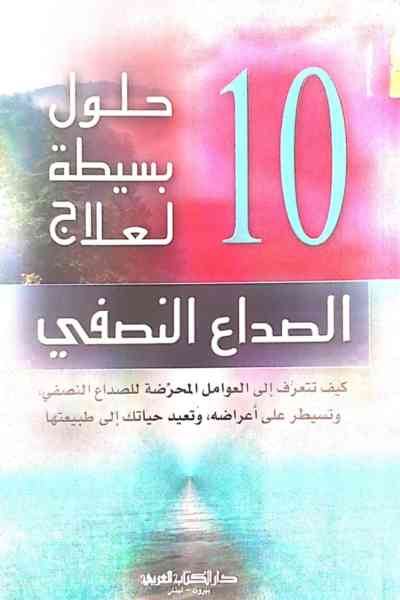 10 حلول
بسيطة
لعلاج
الصداع النصفي
كيف تتعرّف إلى العوامل المحرّضة للصداع النصفي،
وتسيطر على أعراضه، وتعيد حياتك إلى طبيعتها
دار الكتاب العربي
بيروت - لبنان